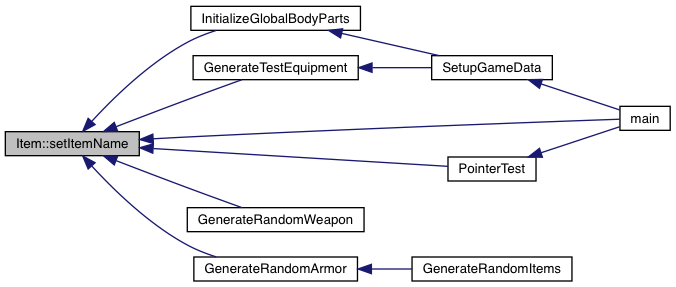 InitializeGlobalBodyParts
GenerateTestEquipment
SetupGameData
main
Item::setItemName
PointerTest
GenerateRandomWeapon
GenerateRandomArmor
GenerateRandomItems